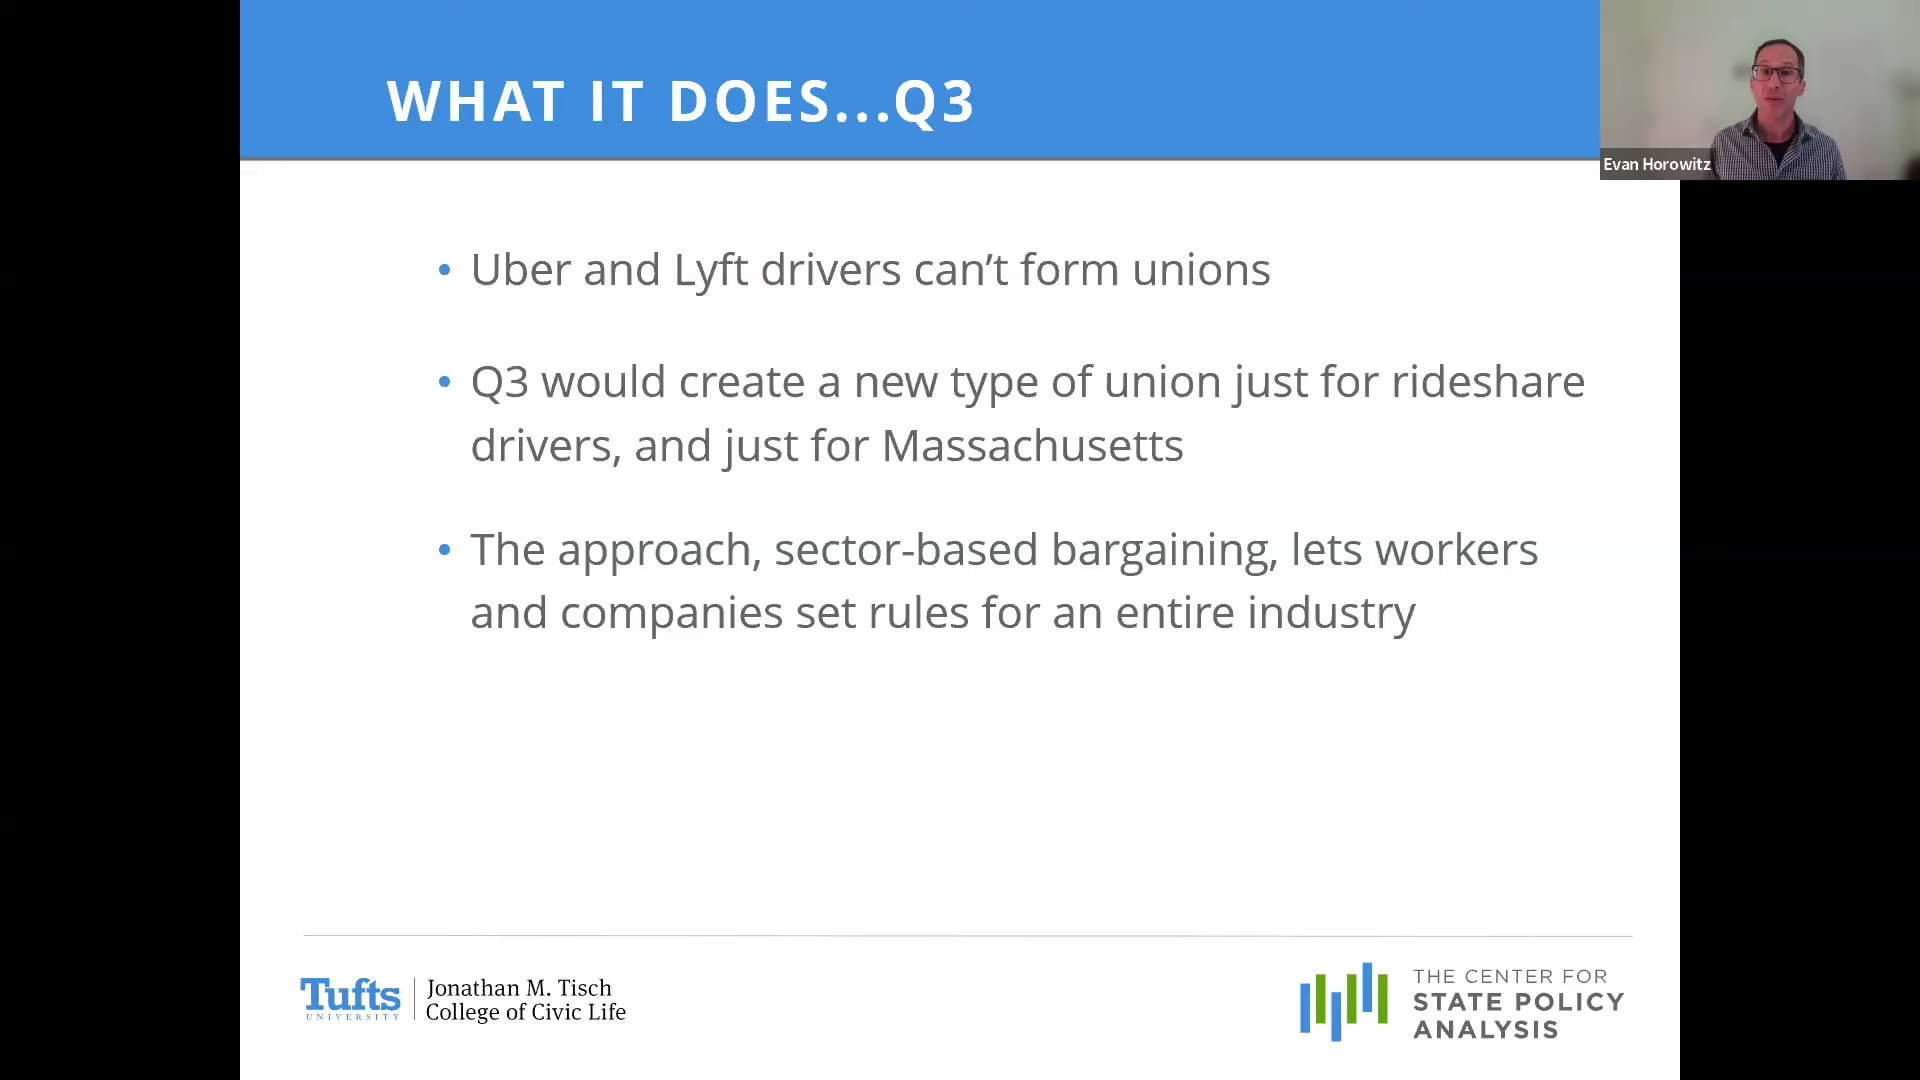 WHAT IT DOES...Q3
Evan Horowitz
• Uber and Lyft drivers can’t form unions
• Q3 would create a new type of union just for rideshare
drivers, and just for Massachusetts
• The approach, sector-based bargaining, lets workers
and companies set rules for an entire industry
Tufts
UNIVERSITY
Jonathan M. Tisch
College of Civic Life
THE CENTER FOR
STATE POLICY
ANALYSIS